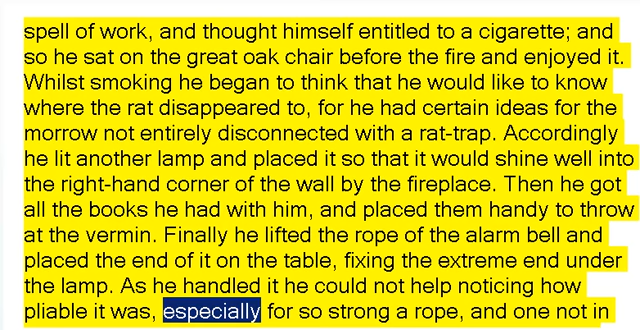 spell of work, and thought himself entitled to a cigarette; and
so he sat on the great oak chair before the fire and enjoyed it.
Whilst smoking he began to think that he would like to know
where the rat disappeared to, for he had certain ideas for the
morrow not entirely disconnected with a rat-trap. Accordingly
he lit another lamp and placed it so that it would shine well into
the right-hand corner of the wall by the fireplace. Then he got
all the books he had with him, and placed them handy to throw
at the vermin. Finally he lifted the rope of the alarm bell and
placed the end of it on the table, fixing the extreme end under
the lamp. As he handled it he could not help noticing how
pliable it was, especially for so strong a rope, and one not in